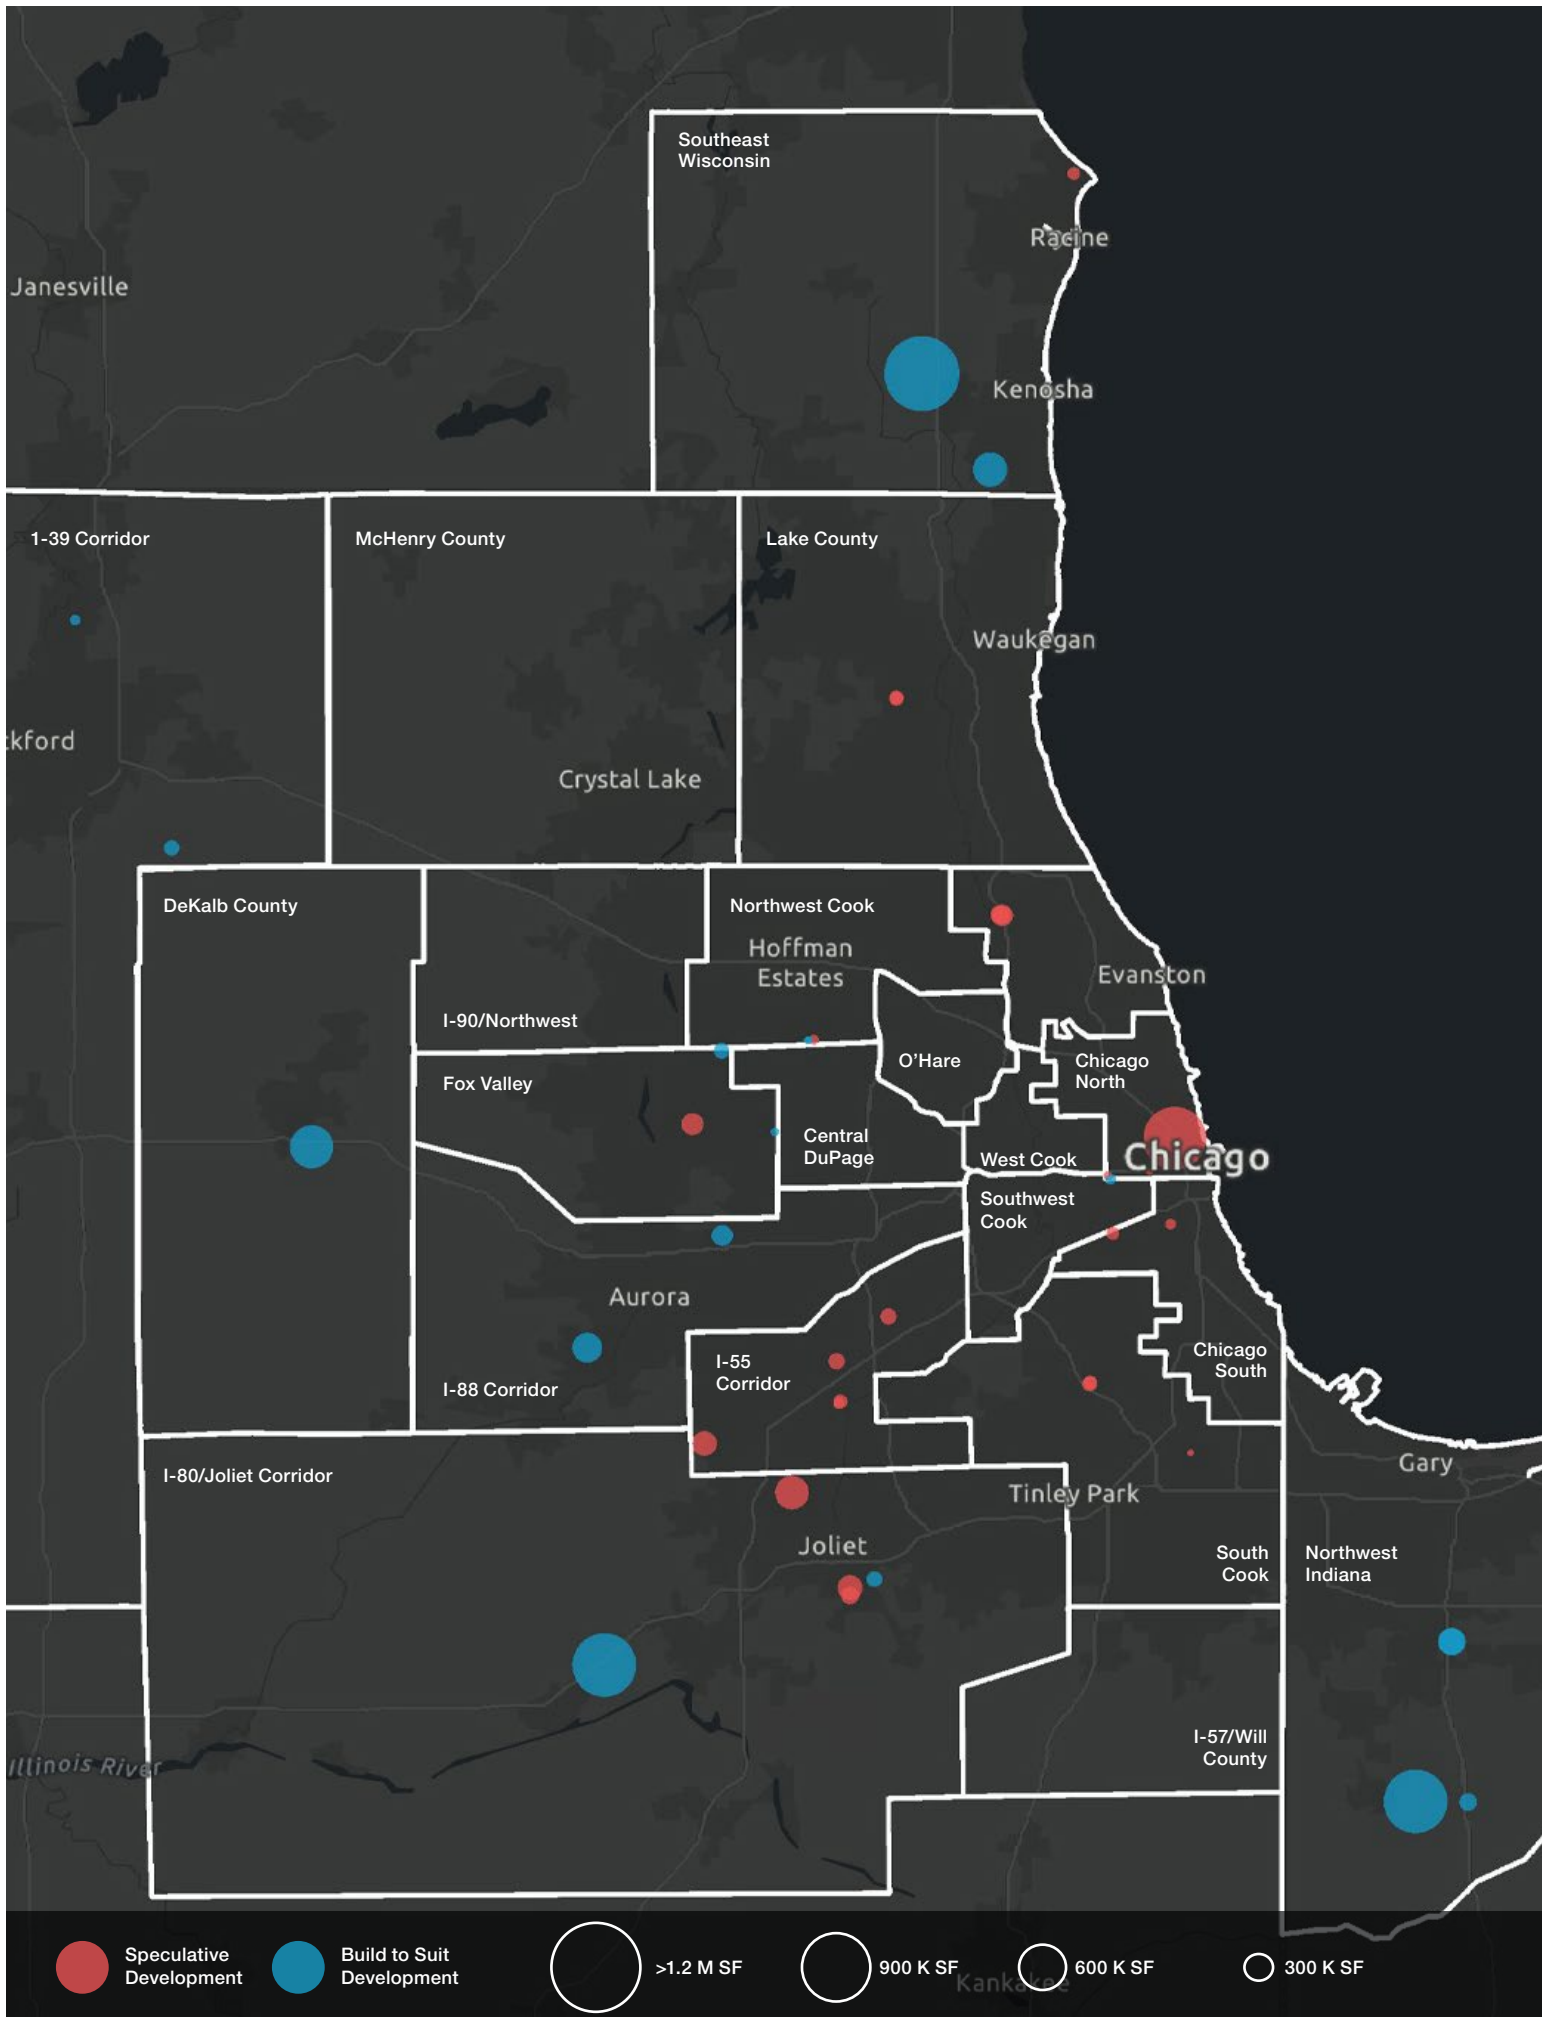 Southeast
Wisconsin
Racine
Janesville
Kenosha
1-39 Corridor
McHenry County
Lake County
Waukegan
ckford
Crystal Lake
DeKalb County
Northwest Cook
Hoffman
Estates
Evanston
I-90/Northwest
O’Hare
Chicago
North
Fox Valley
Central
DuPage
West Cook
Chicago
Southwest
Cook
Aurora
I-55
Corridor
Chicago
South
I-88 Corridor
Gary
I-80/Joliet Corridor
Tinley Park
Joliet
South
Cook
Northwest
Indiana
I-57/Will
County
Illinois River
Speculative
Development
Build to Suit
Development
>1.2 M SF
900 K SF
600 K SF
300 K SF
Kankakee